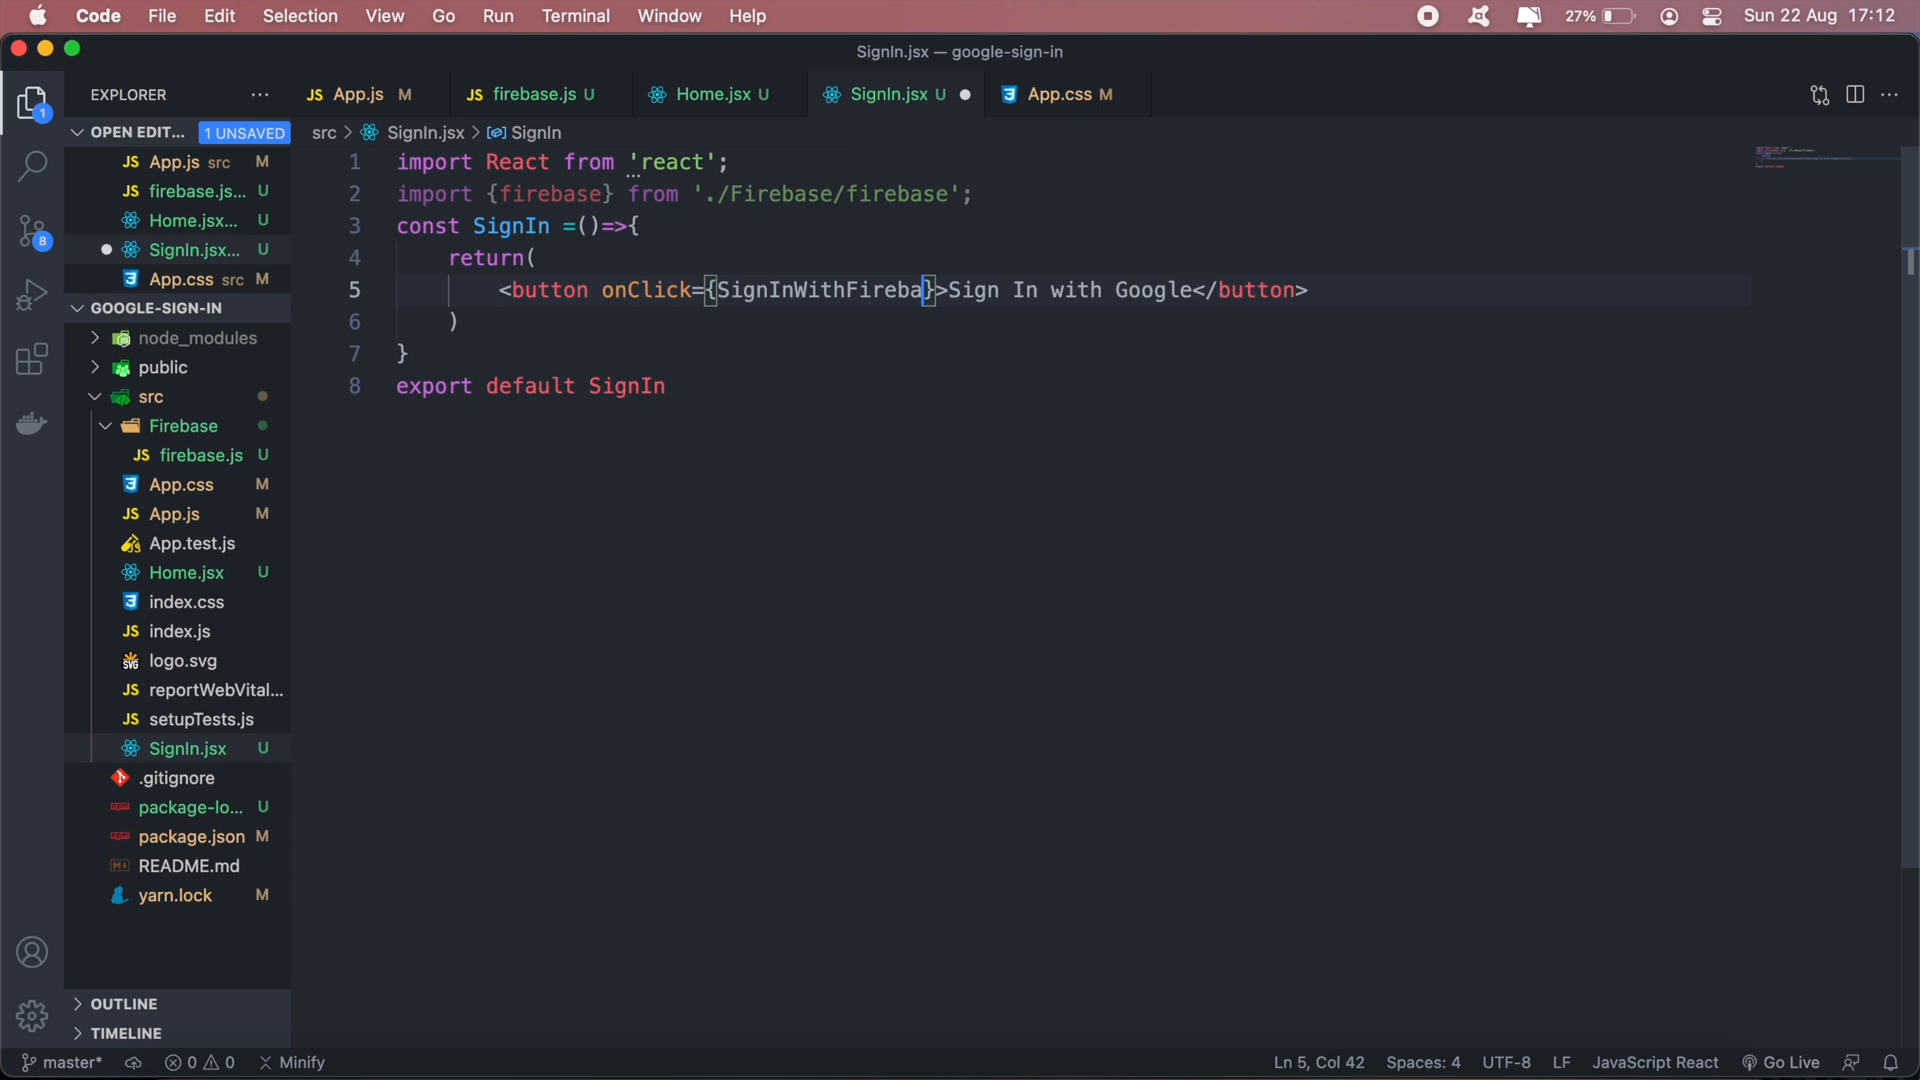 Code File Edit Selection View Go Run Terminal Window Help 27% Sun 22 Aug 17:12
SignIn.jsx — google-sign-in
EXPLORER ···
JS App.js M JS firebase.js U Home.jsx U SignIn.jsx U App.css M
OPEN EDIT... 1 UNSAVED
JS App.js src M
JS firebase.js... U
Home.jsx... U
SignIn.jsx... U
App.css src M
GOOGLE-SIGN-IN
node_modules
public
src
Firebase
JS firebase.js U
App.css M
JS App.js M
App.test.js
Home.jsx U
index.css
JS index.js
SVG logo.svg
JS reportWebVital...
JS setupTests.js
SignIn.jsx U
.gitignore
package-lo... U
package.json M
README.md
yarn.lock M
OUTLINE
TIMELINE
src > SignIn.jsx > SignIn
1 import React from 'react';
2 import {firebase} from './Firebase/firebase';
3 const SignIn =()=>{
4 return(
5 <button onClick={SignInWithFireba}>Sign In with Google</button>
6 )
7 }
8 export default SignIn
1
8
master* 0 0 Minify Ln 5, Col 42 Spaces: 4 UTF-8 LF JavaScript React Go Live